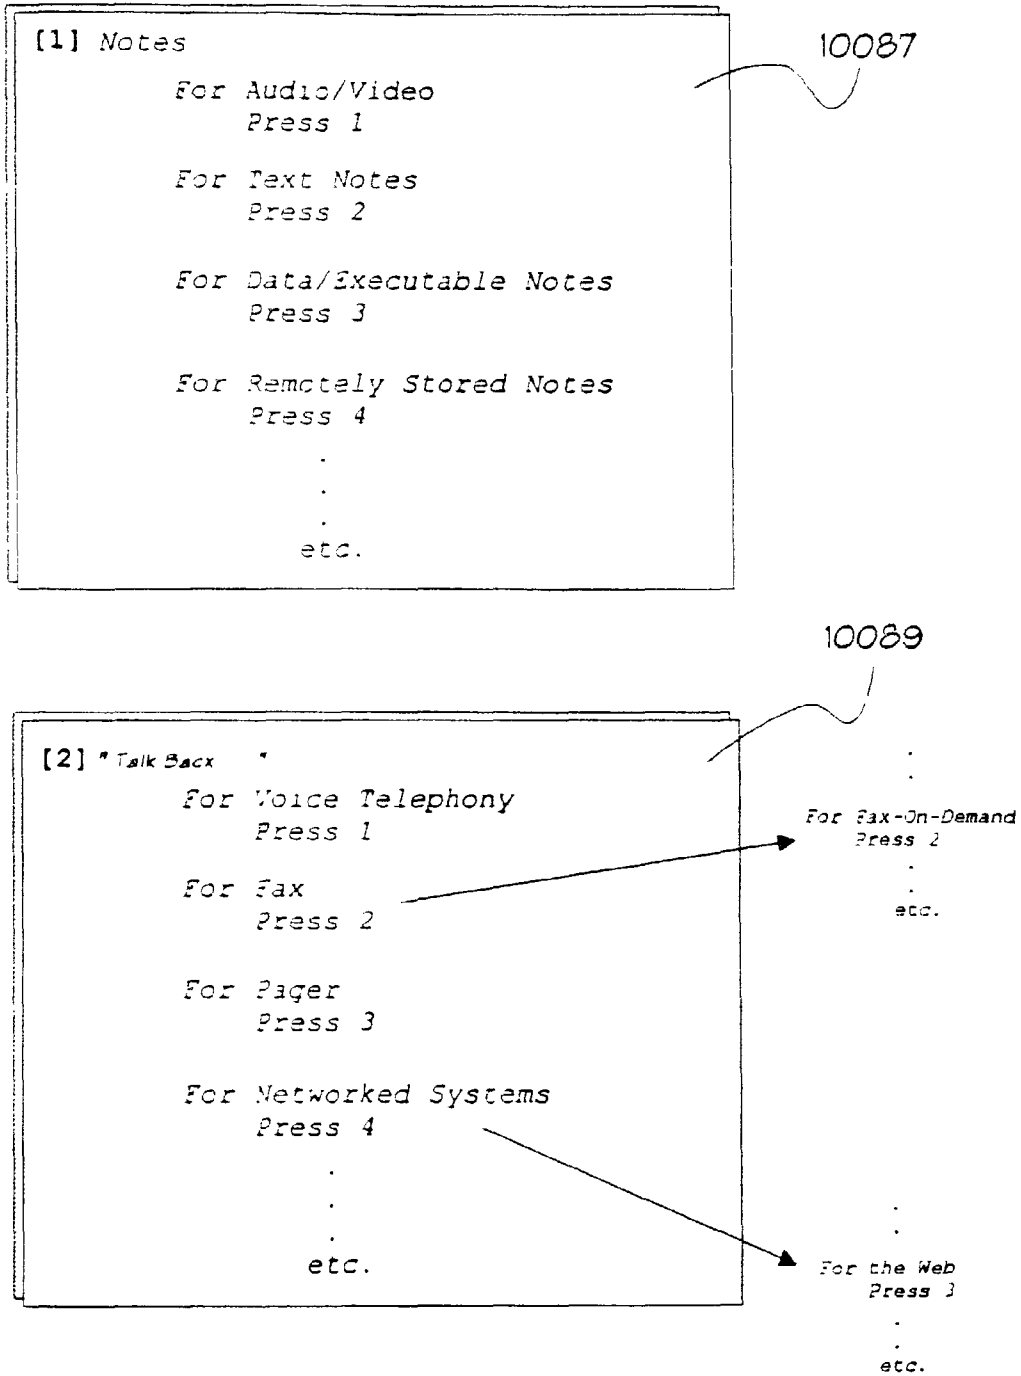 [1] Notes
10087
For Audio/Video
Press 1
For Text Notes
Press 2
For Data/Executable Notes
Press 3
For Remotely Stored Notes
Press 4
.
.
.
etc.
10089
[2] "Talk Back "
For Voice Telephony
Press 1
For Fax
Press 2
For Pager
Press 3
For Networked Systems
Press 4
.
.
.
etc.
.
.
For Fax-On-Demand
Press 2
.
.
etc.
.
.
For the Web
Press 3
.
.
etc.